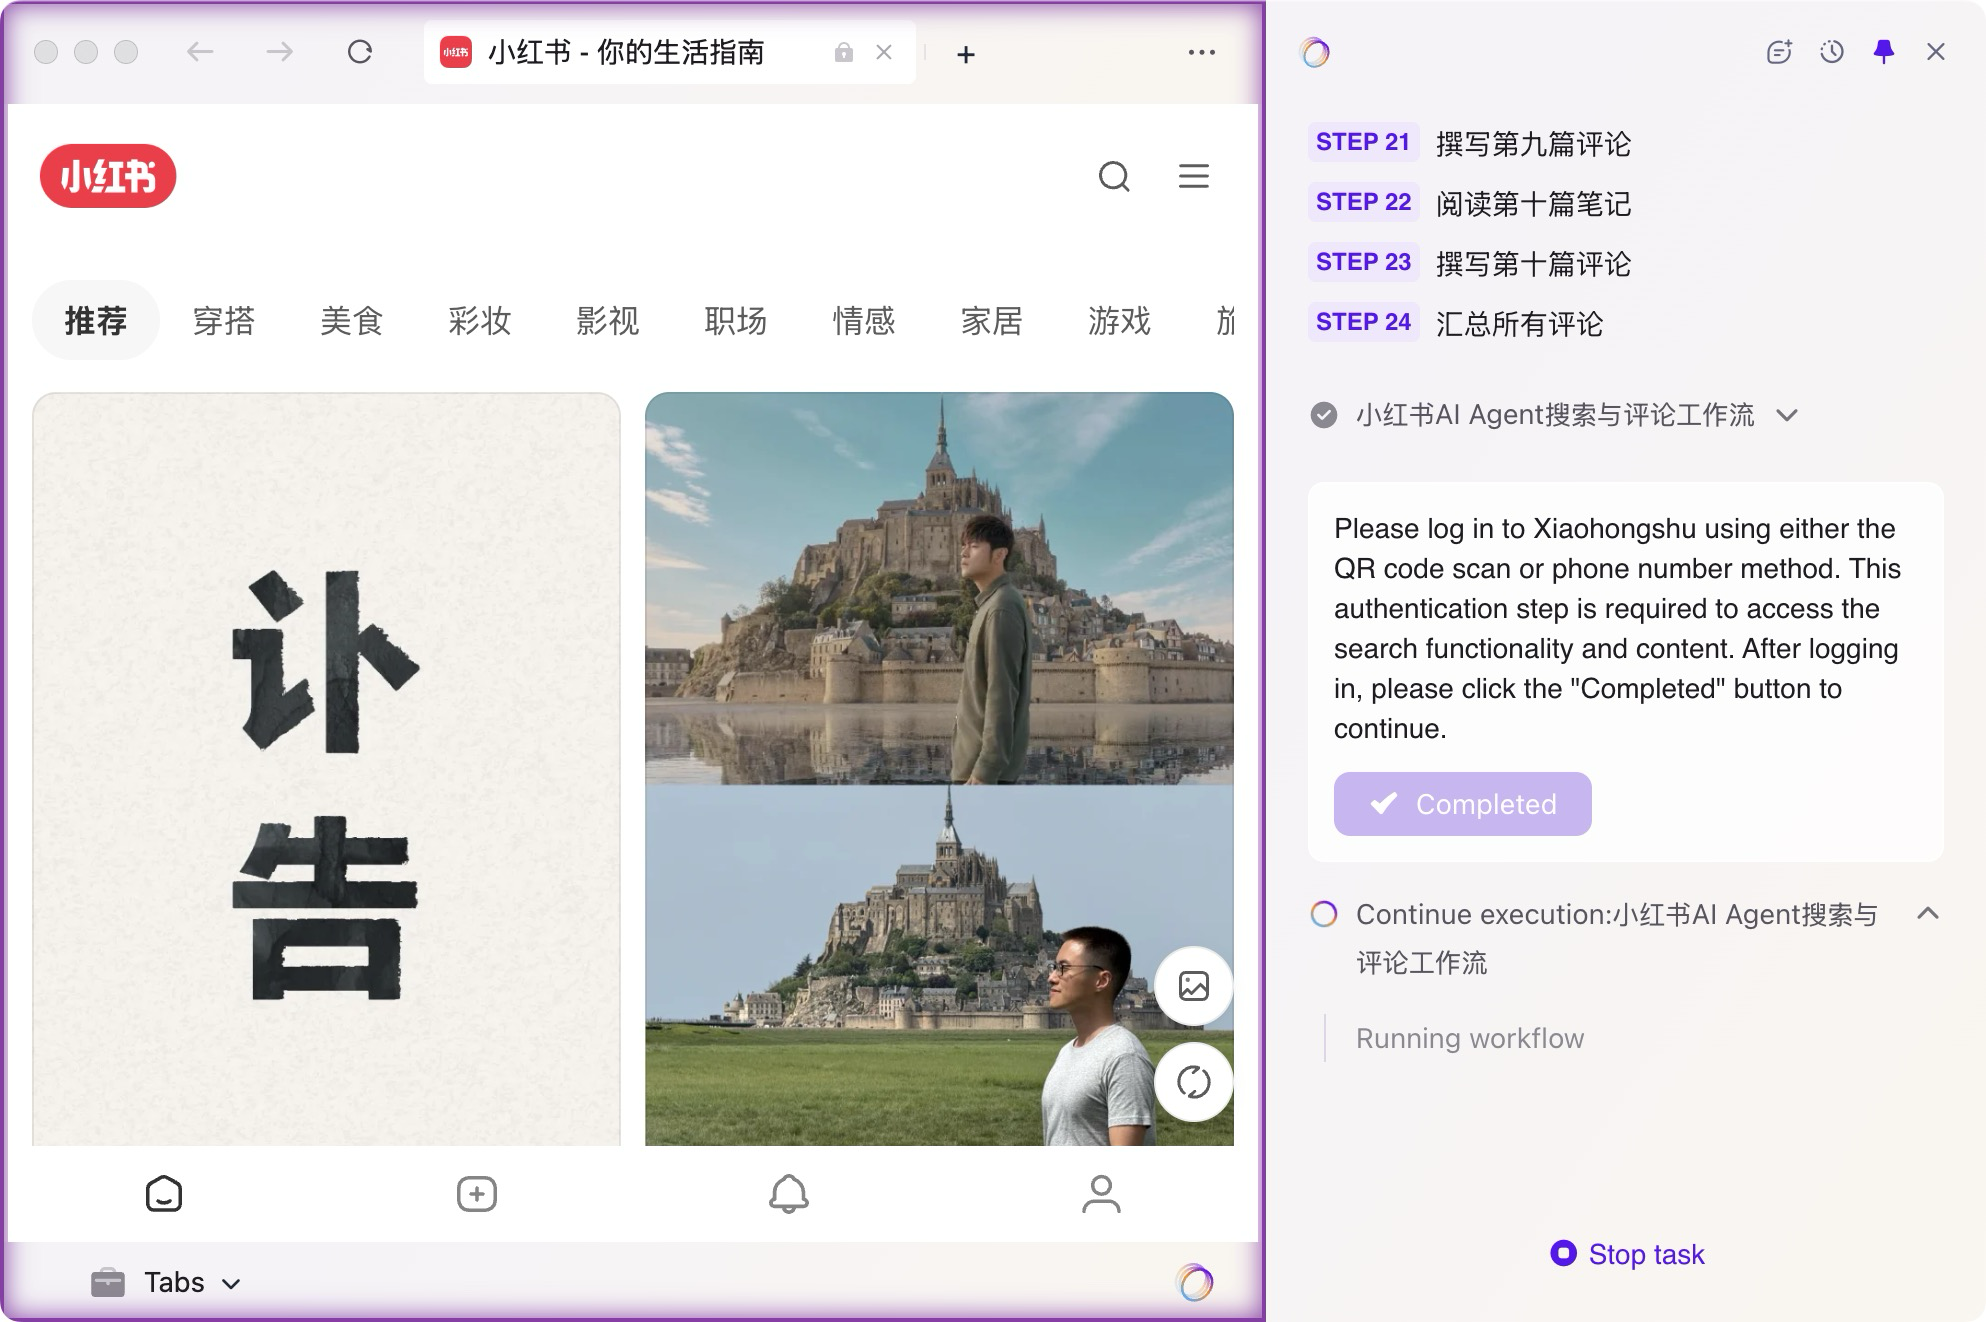 小红书
小红书 - 你的生活指南
小红书
推荐 穿搭 美食 彩妆 影视 职场 情感 家居 游戏
讣
告
Tabs
STEP 21 撰写第九篇评论
STEP 22 阅读第十篇笔记
STEP 23 撰写第十篇评论
STEP 24 汇总所有评论
小红书AI Agent搜索与评论工作流
Please log in to Xiaohongshu using either the
QR code scan or phone number method. This
authentication step is required to access the
search functionality and content. After logging
in, please click the "Completed" button to
continue.
Completed
Continue execution:小红书AI Agent搜索与
评论工作流
Running workflow
Stop task